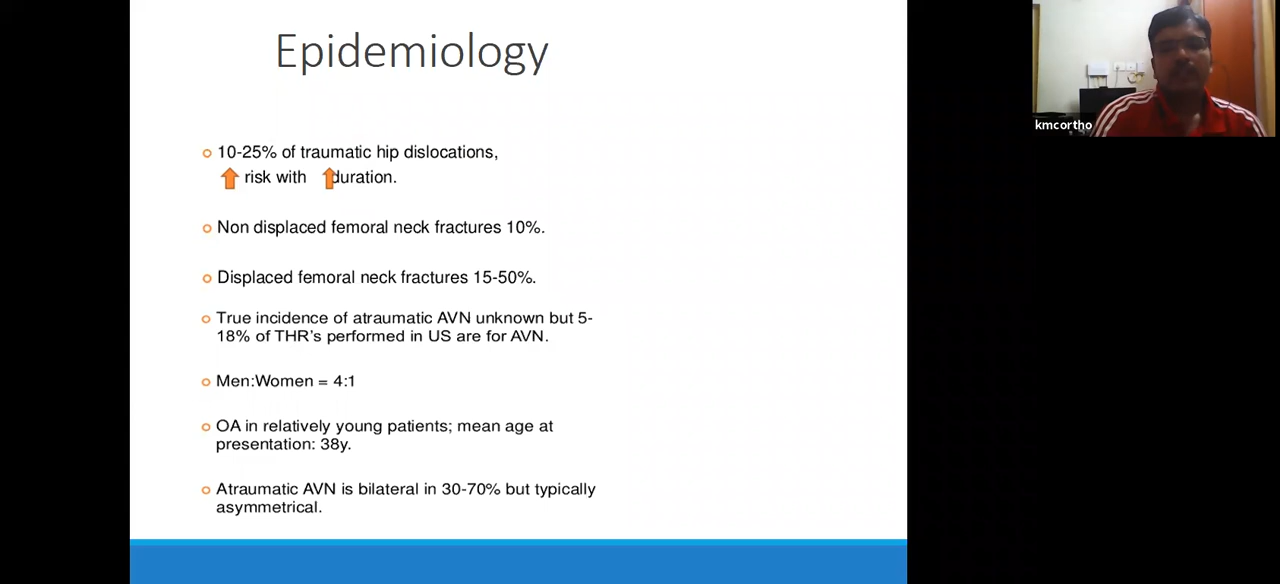 Epidemiology
10-25% of traumatic hip dislocations,
risk with duration.
Non displaced femoral neck fractures 10%.
Displaced femoral neck fractures 15-50%.
True incidence of atraumatic AVN unknown but 5-
18% of THR's performed in US are for AVN.
Men:Women = 4:1
OA in relatively young patients; mean age at
presentation: 38y.
Atraumatic AVN is bilateral in 30-70% but typically
asymmetrical.
kmcortho